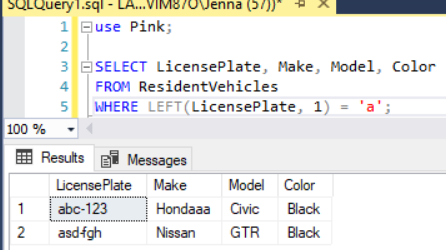 SQLQuery1.sql - LA...VIM87O\Jenna (57))* ×
1 use Pink;
2
3 SELECT LicensePlate, Make, Model, Color
4 FROM ResidentVehicles
5 WHERE LEFT(LicensePlate, 1) = 'a';
100 %
Results Messages
LicensePlate Make Model Color
1 abc-123 Hondaaa Civic Black
2 asd-fgh Nissan GTR Black